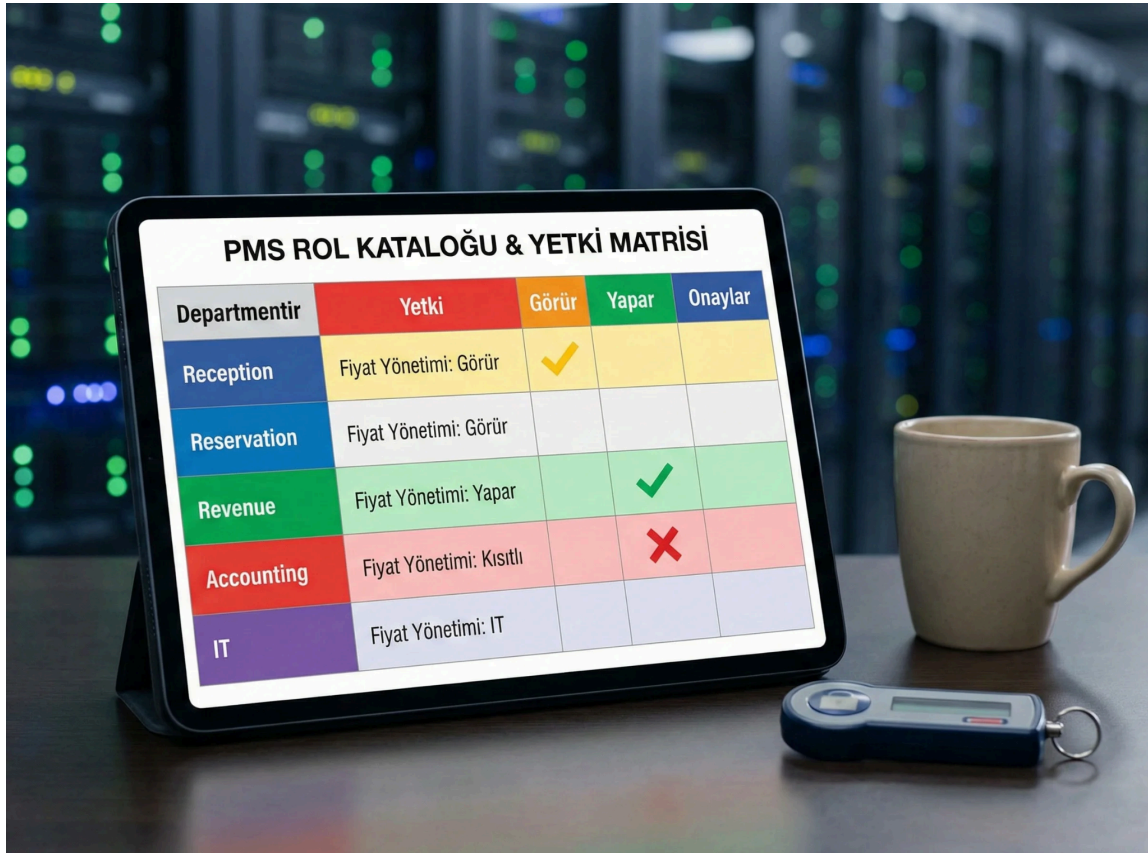 PMS ROL KATALOĞU & YETKİ MATRİSİ
Departmentir Yetki Görür Yapar Onaylar
Reception Fiyat Yönetimi: Görür
Reservation Fiyat Yönetimi: Görür
Revenue Fiyat Yönetimi: Yapar
Accounting Fiyat Yönetimi: Kısıtlı
IT Fiyat Yönetimi: IT